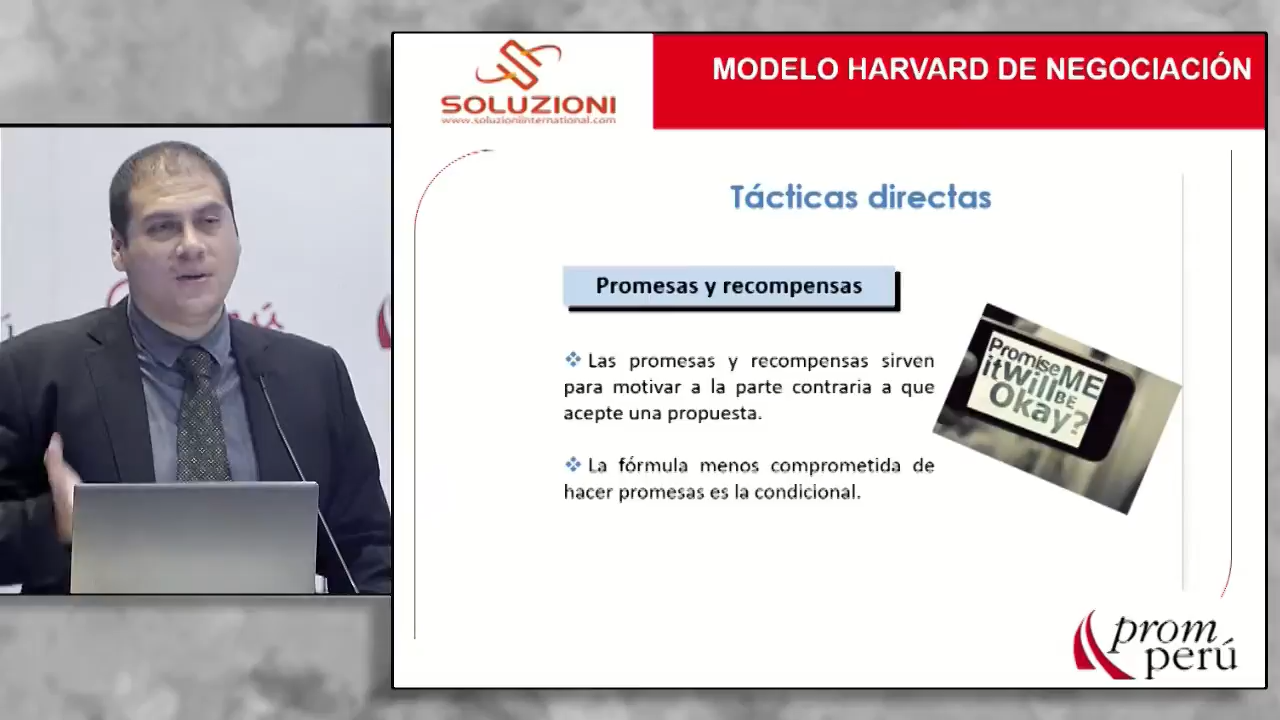 SOLUZIONI
www.soluzioniinternational.com
MODELO HARVARD DE NEGOCIACIÓN
Tácticas directas
Promesas y recompensas
❖ Las promesas y recompensas sirven
para motivar a la parte contraria a que
acepte una propuesta.
❖ La fórmula menos comprometida de
hacer promesas es la condicional.
Promise ME
it Will BE
Okay?
prom
perú